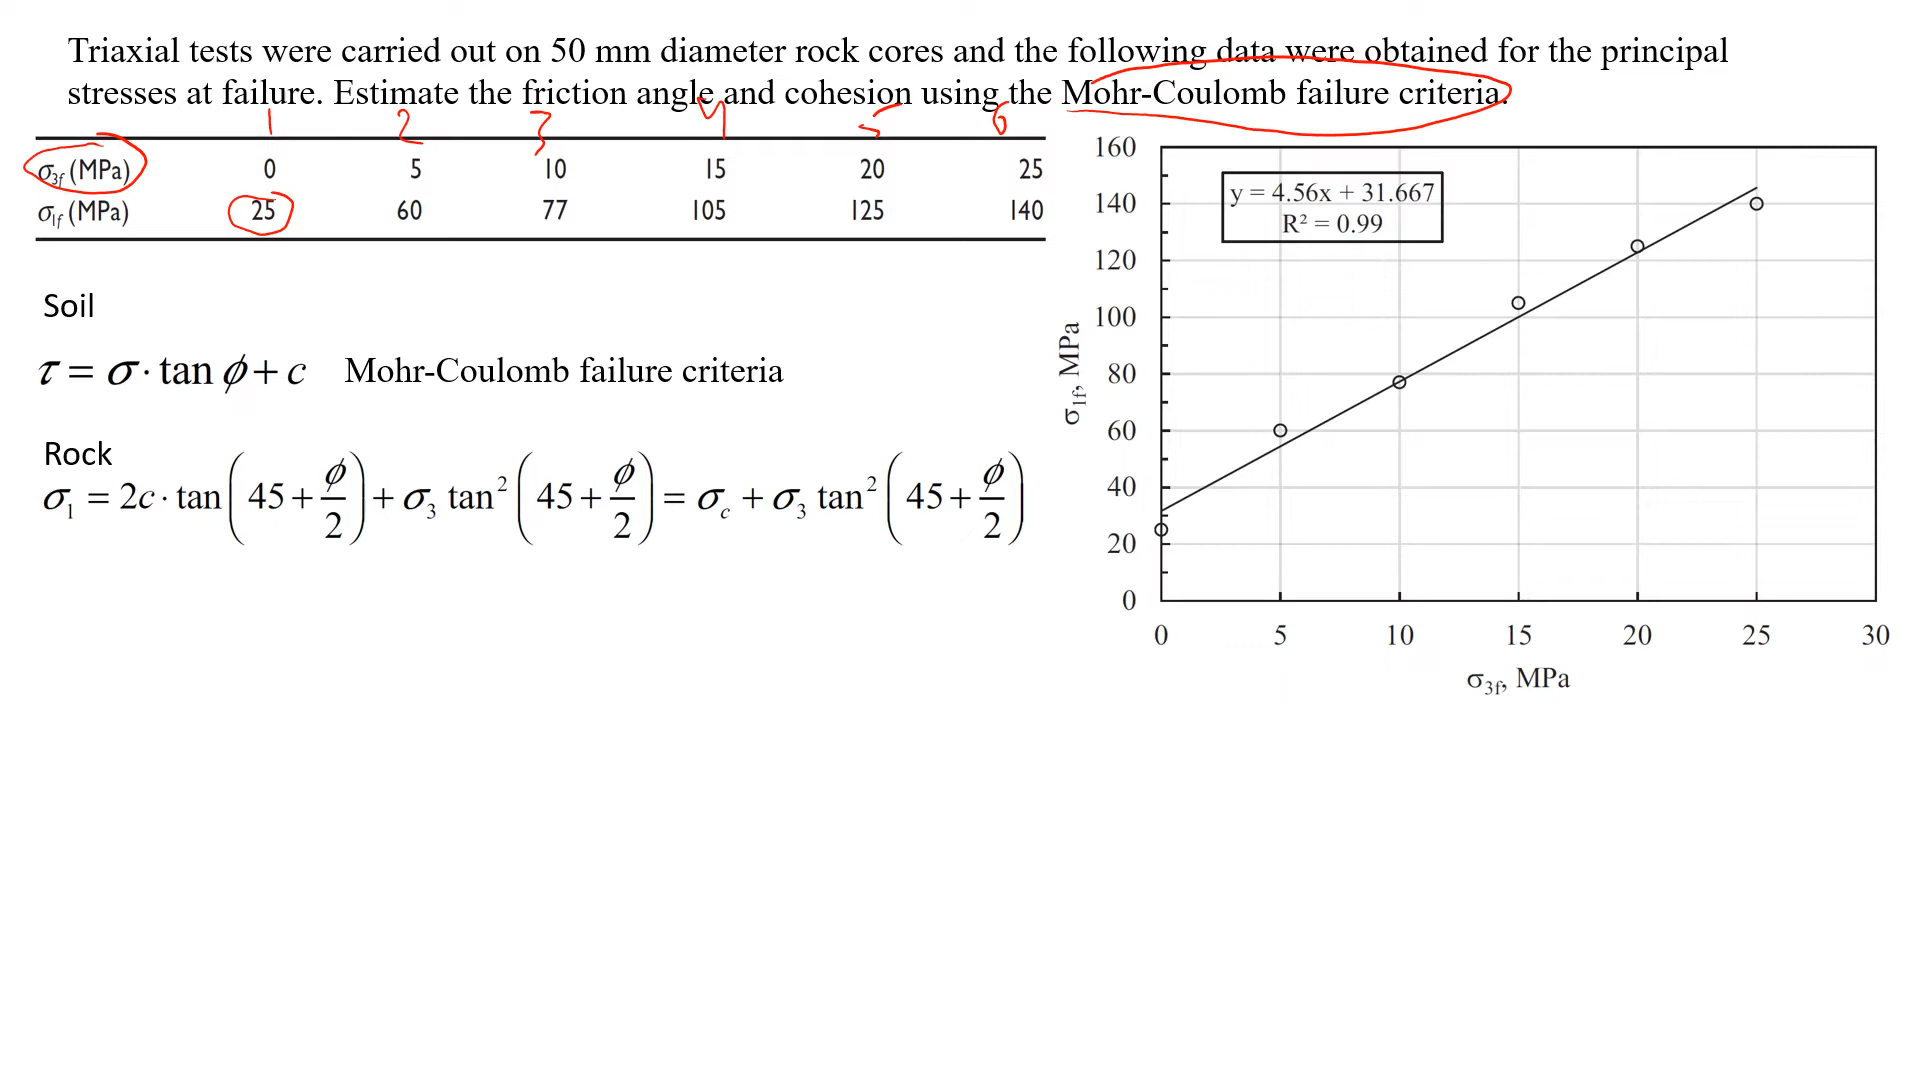 Triaxial tests were carried out on 50 mm diameter rock cores and the following data were obtained for the principal
stresses at failure. Estimate the friction angle and cohesion using the Mohr-Coulomb failure criteria.
1 2 3 4 5 6
σ3f (MPa) 0 5 10 15 20 25
σ1f (MPa) 25 60 77 105 125 140
Soil
τ = σ · tan ϕ + c Mohr-Coulomb failure criteria
Rock
σ₁ = 2c · tan(45 + ϕ/2) + σ₃ tan²(45 + ϕ/2) = σc + σ₃ tan²(45 + ϕ/2)
y = 4.56x + 31.667
R² = 0.99
160
140
120
100
80
60
40
20
0
σ1f, MPa
0 5 10 15 20 25 30
σ3f, MPa